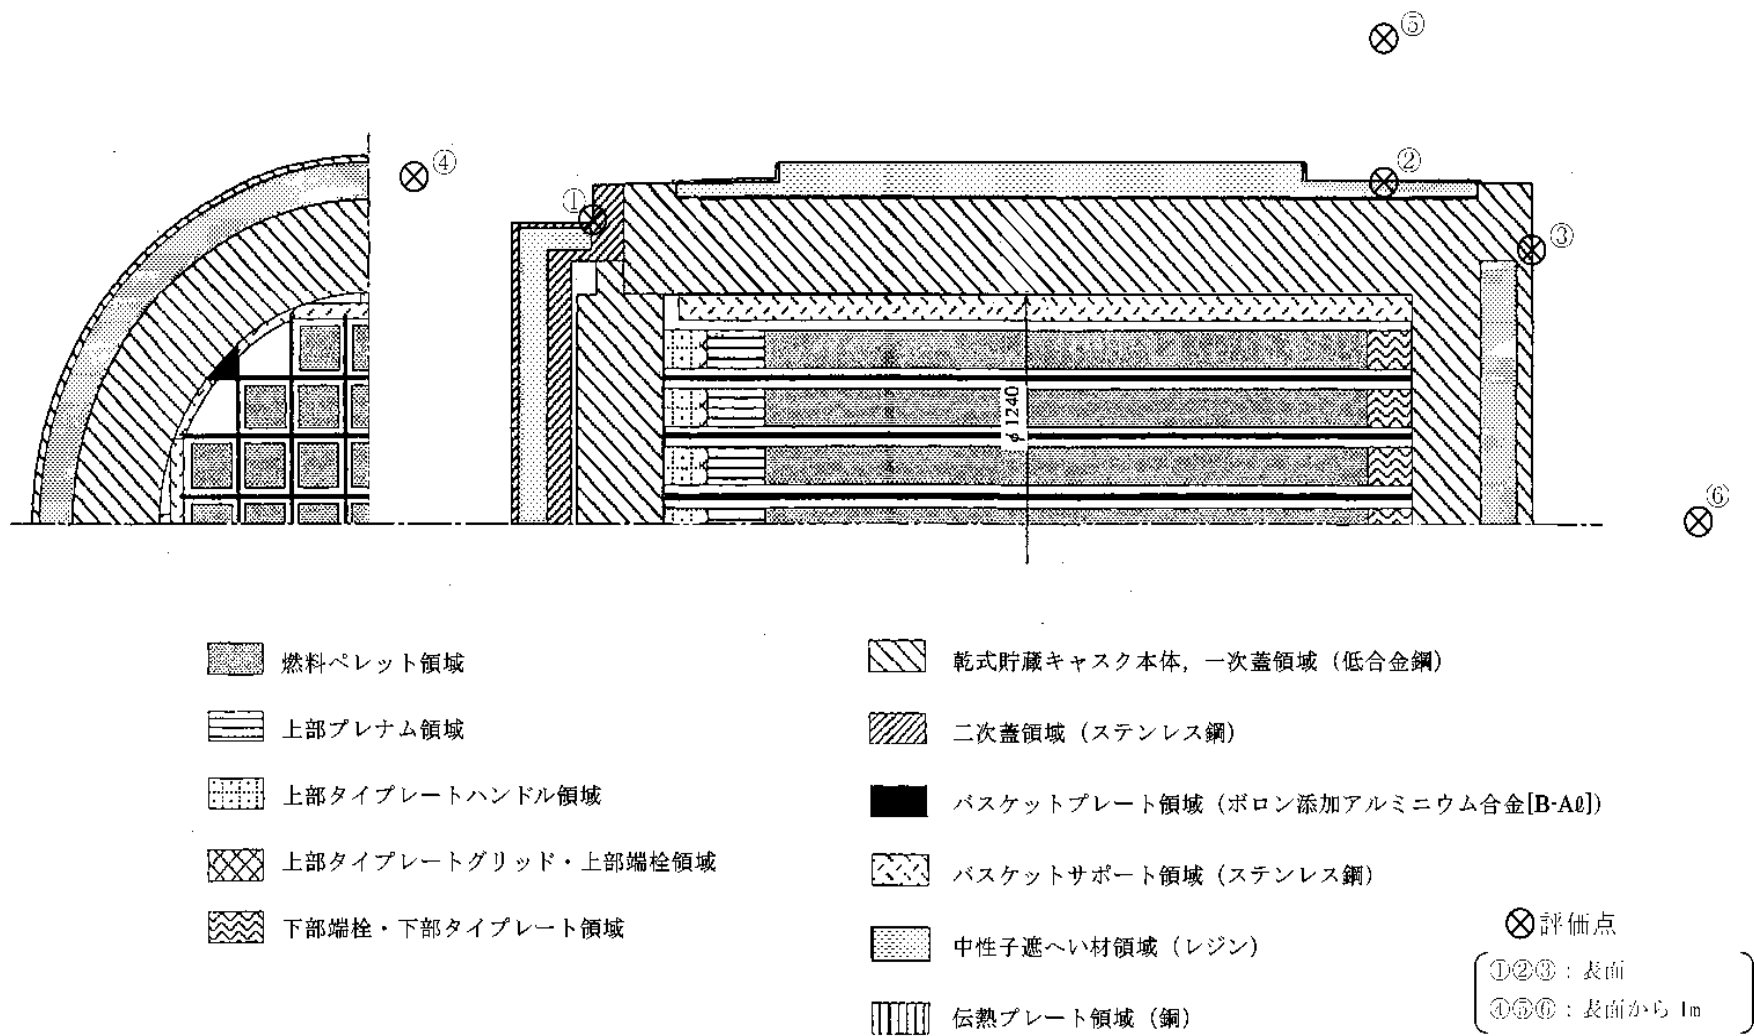 ⑤
④
②
①
③
φ1240
⑥
燃料ペレット領域
上部プレナム領域
上部タイプレートハンドル領域
上部タイプレートグリッド・上部端栓領域
下部端栓・下部タイプレート領域
乾式貯蔵キャスク本体，一次蓋領域（低合金鋼）
二次蓋領域（ステンレス鋼）
バスケットプレート領域（ボロン添加アルミニウム合金[B-Aℓ]）
バスケットサポート領域（ステンレス鋼）
中性子遮へい材領域（レジン）
伝熱プレート領域（銅）
評価点
①②③：表面
④⑤⑥：表面から1m